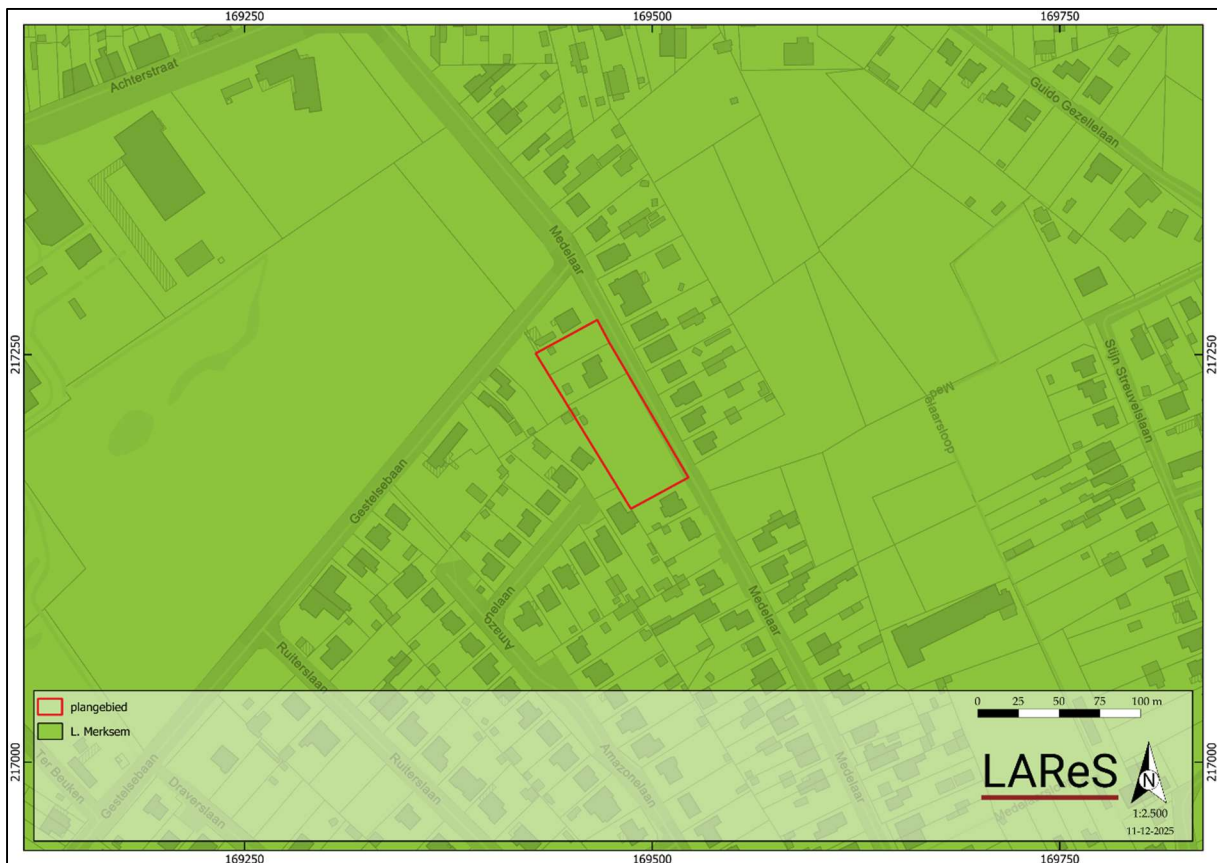 169250
169500
169750
Achterstraat
Guido Gezellelaan
Medelaar
217250
217250
Stijn Streuvelslaan
Gestelsebaan
Medelaar
Ruiterslaan
plangebied
L. Merksem
0 25 50 75 100 m
LAReS
N
1:2.500
11-12-2025
217000
217000
Ter Beuken
Gestelsebaan
Draverslaan
Ruiterslaan
Amazonelaan
Medelaar
169250
169500
169750